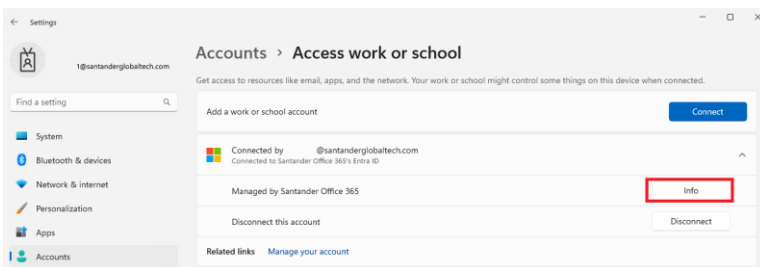 Settings
1@santanderglobaltech.com
Find a setting
System
Bluetooth & devices
Network & internet
Personalization
Apps
Accounts
Accounts > Access work or school
Get access to resources like email, apps, and the network. Your work or school might control some things on this device when connected.
Add a work or school account
Connect
Connected by @santanderglobaltech.com
Connected to Santander Office 365's Entra ID
Managed by Santander Office 365
Info
Disconnect this account
Disconnect
Related links Manage your account